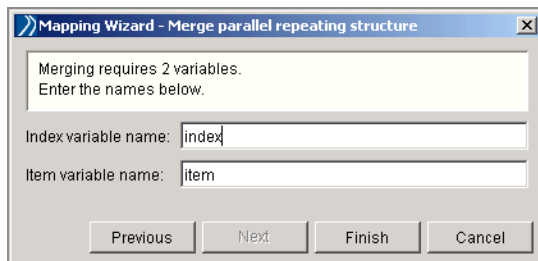 Mapping Wizard - Merge parallel repeating structure
Merging requires 2 variables.
Enter the names below.
Index variable name: index
Item variable name: item
Previous Next Finish Cancel